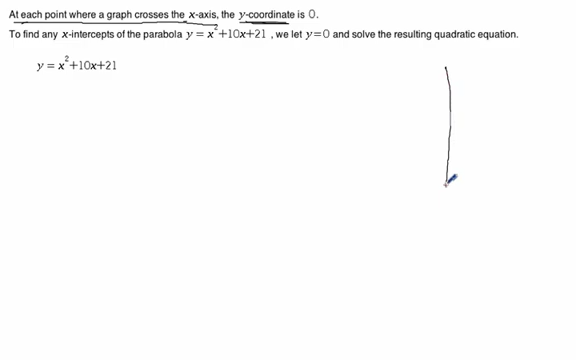 At each point where a graph crosses the x-axis, the y-coordinate is 0.
To find any x-intercepts of the parabola y = x²+10x+21 , we let y=0 and solve the resulting quadratic equation.
y = x²+10x+21